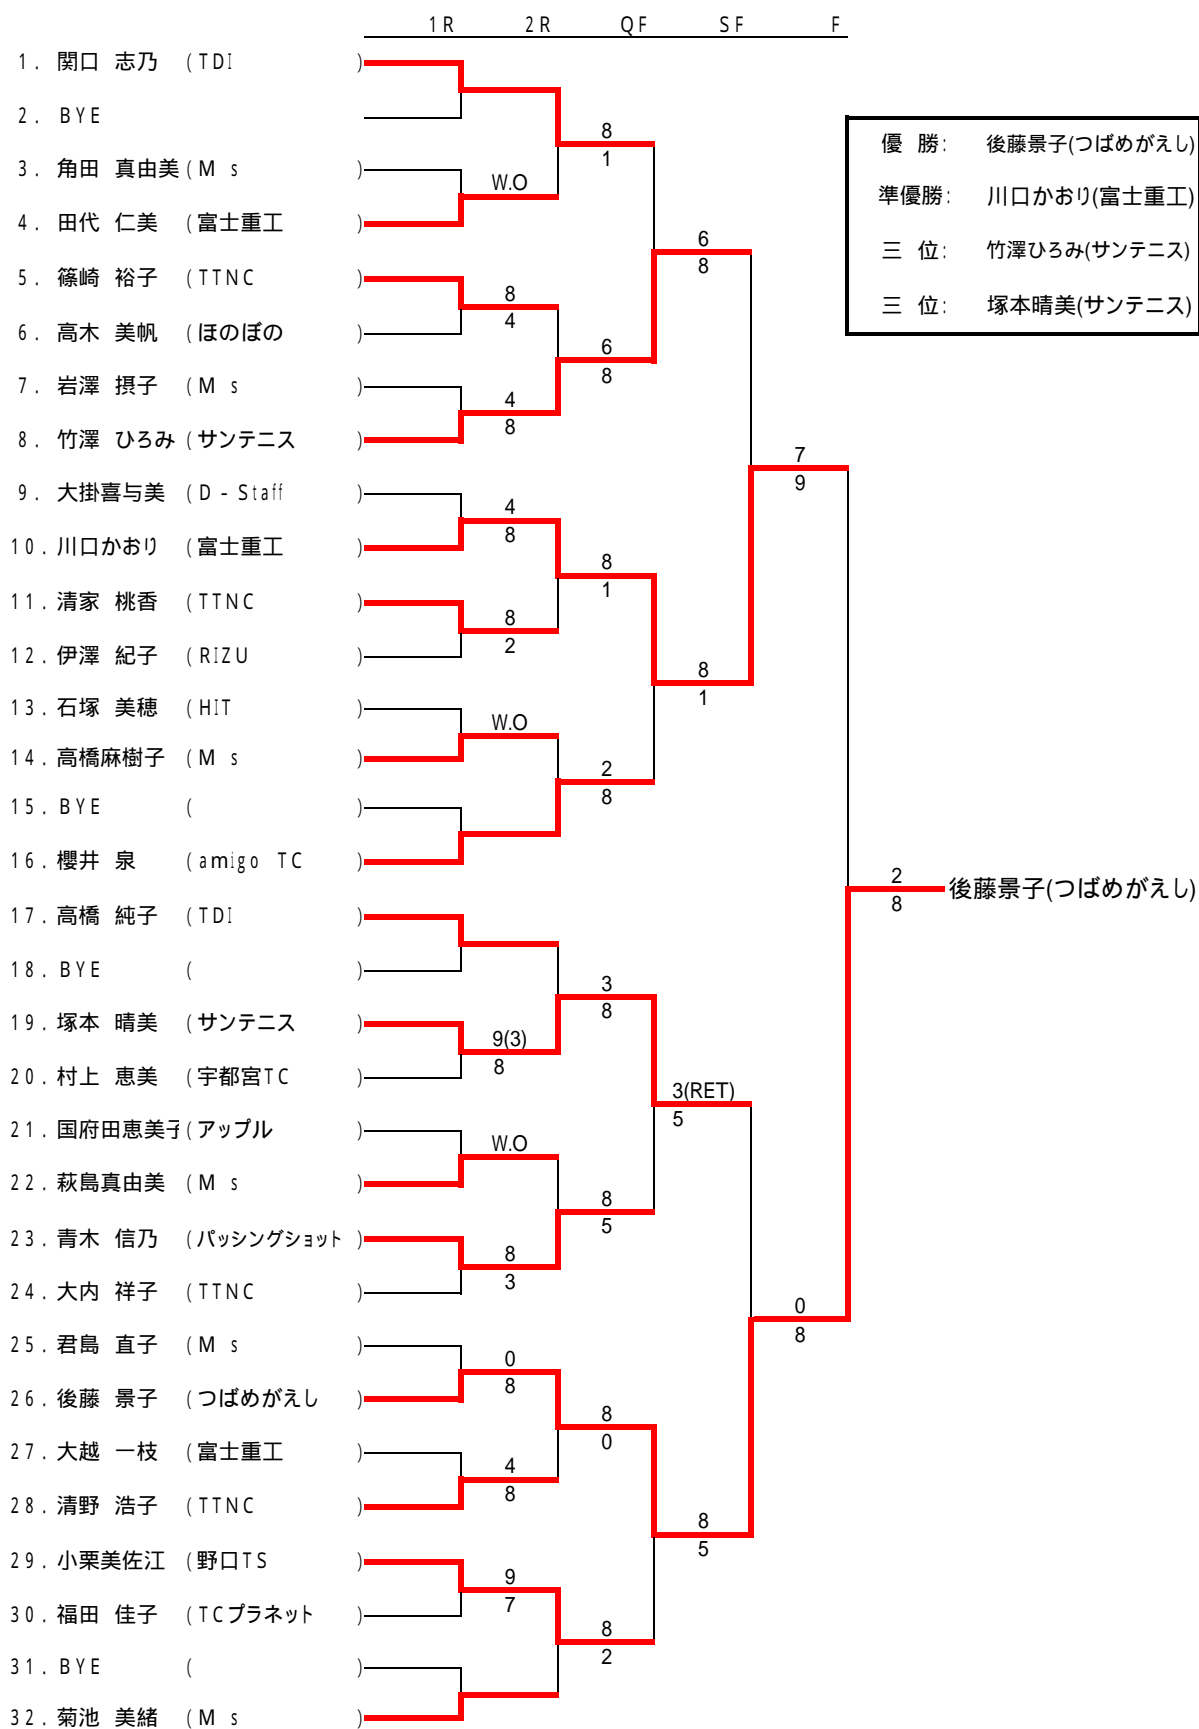 1R 2R QF SF F
1. 関口 志乃 (TDI )
2. BYE
8
1
優 勝: 後藤景子(つばめがえし)
3. 角田 真由美(M s )
W.O
準優勝: 川口かおり(富士重工)
4. 田代 仁美 (富士重工 )
6
8
三 位: 竹澤ひろみ(サンテニス)
5. 篠崎 裕子 (TTNC )
8
4
三 位: 塚本晴美(サンテニス)
6. 高木 美帆 (ほのぼの )
6
8
7. 岩澤 摂子 (M s )
4
8
8. 竹澤 ひろみ(サンテニス )
7
9
9. 大掛喜与美 (D-Staff )
4
8
10. 川口かおり (富士重工 )
8
1
11. 清家 桃香 (TTNC )
8
2
12. 伊澤 紀子 (RIZU )
8
1
13. 石塚 美穂 (HIT )
W.O
14. 高橋麻樹子 (M s )
2
8
15. BYE ( )
16. 櫻井 泉 (amigo TC )
2
8
後藤景子(つばめがえし)
17. 高橋 純子 (TDI )
18. BYE ( )
3
8
19. 塚本 晴美 (サンテニス )
9(3)
8
20. 村上 恵美 (宇都宮TC )
3(RET)
5
21. 国府田恵美子(アップル )
W.O
22. 萩島真由美 (M s )
8
5
23. 青木 信乃 (パッシングショット )
8
3
24. 大内 祥子 (TTNC )
0
8
25. 君島 直子 (M s )
0
8
26. 後藤 景子 (つばめがえし )
8
0
27. 大越 一枝 (富士重工 )
4
8
28. 清野 浩子 (TTNC )
8
5
29. 小栗美佐江 (野口TS )
9
7
30. 福田 佳子 (TCプラネット )
8
2
31. BYE ( )
32. 菊池 美緒 (M s )